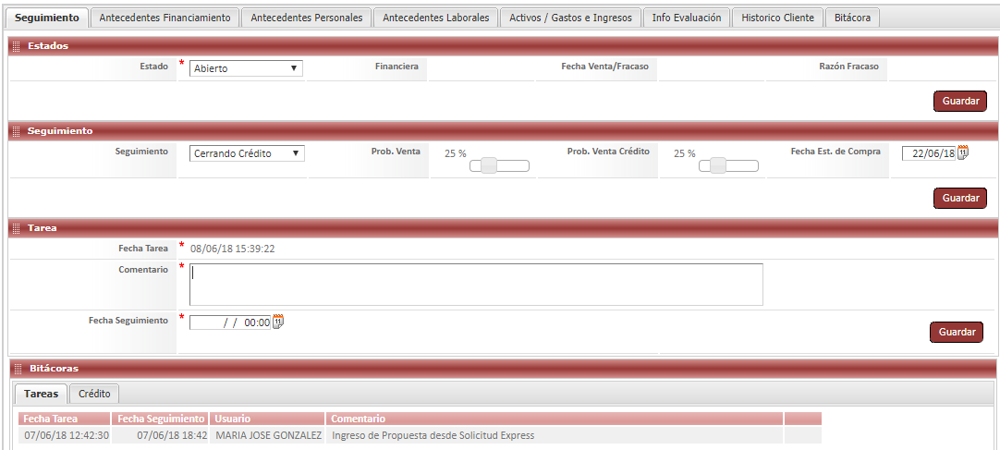 Seguimiento Antecedentes Financiamiento Antecedentes Personales Antecedentes Laborales Activos / Gastos e Ingresos Info Evaluación Historico Cliente Bitácora
Estados
Estado * Abierto Financiera Fecha Venta/Fracaso Razón Fracaso
Guardar
Seguimiento
Seguimiento Cerrando Crédito Prob. Venta 25 % Prob. Venta Crédito 25 % Fecha Est. de Compra 22/06/18 11
Guardar
Tarea
Fecha Tarea * 08/06/18 15:39:22
Comentario *
Fecha Seguimiento * / / 00:00 11
Guardar
Bitácoras
Tareas Crédito
Fecha Tarea Fecha Seguimiento Usuario Comentario
07/06/18 12:42:30 07/06/18 18:42 MARIA JOSE GONZALEZ Ingreso de Propuesta desde Solicitud Express